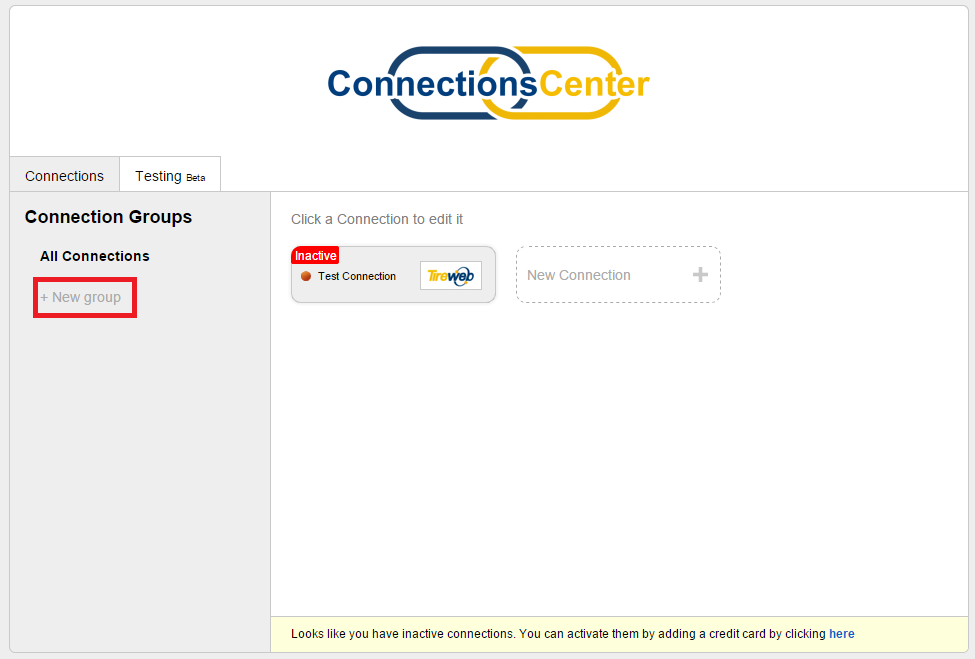 ConnectionsCenter
Connections
Testing Beta
Connection Groups
All Connections
+ New group
Click a Connection to edit it
Inactive
Test Connection
Tireweb
New Connection +
Looks like you have inactive connections. You can activate them by adding a credit card by clicking here